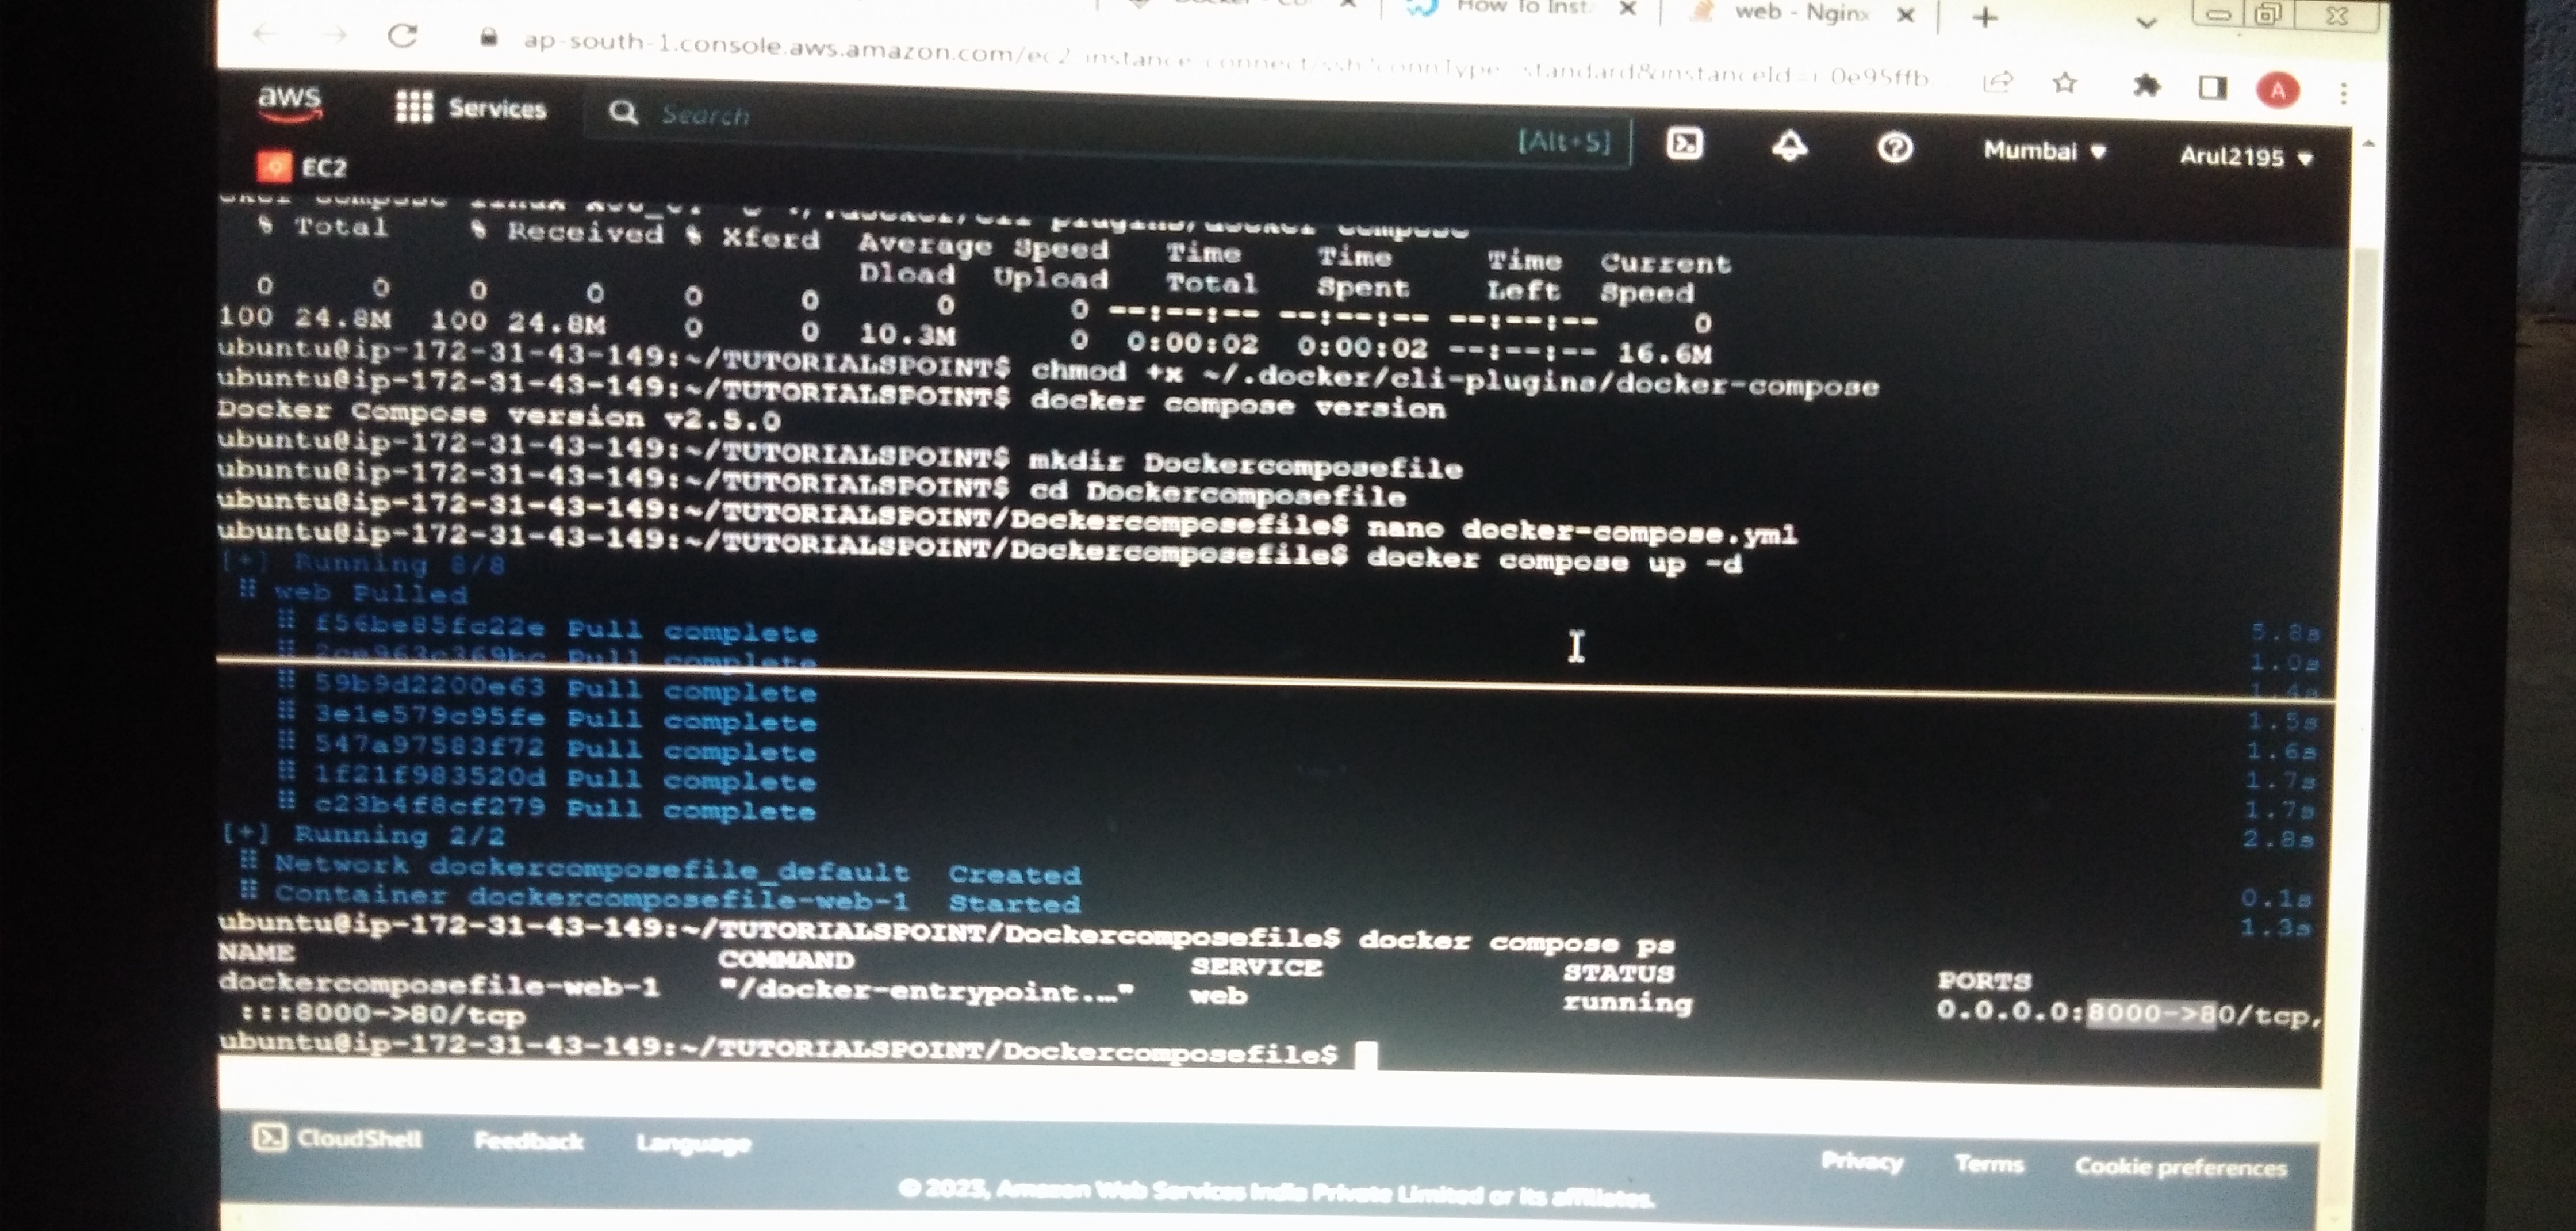 How To Inst
web - Nginx
ap-south-1.console.aws.amazon.com/ec2-instance-connect/ssh?connType=standard&instanceId=i-0e95ffb
aws
Services
Search
[Alt+S]
Mumbai
Arul2195
A
EC2
% Total % Received % Xferd Average Speed Time Time Time Current
Dload Upload Total Spent Left Speed
0 0 0 0 0 0 0 0 --:--:-- --:--:-- --:--:-- 0
100 24.8M 100 24.8M 0 0 10.3M 0 0:00:02 0:00:02 --:--:-- 16.6M
ubuntu@ip-172-31-43-149:~/TUTORIALSPOINT$ chmod +x ~/.docker/cli-plugins/docker-compose
ubuntu@ip-172-31-43-149:~/TUTORIALSPOINT$ docker compose version
Docker Compose version v2.5.0
ubuntu@ip-172-31-43-149:~/TUTORIALSPOINT$ mkdir Dockercomposefile
ubuntu@ip-172-31-43-149:~/TUTORIALSPOINT$ cd Dockercomposefile
ubuntu@ip-172-31-43-149:~/TUTORIALSPOINT/Dockercomposefile$ nano docker-compose.yml
ubuntu@ip-172-31-43-149:~/TUTORIALSPOINT/Dockercomposefile$ docker compose up -d
[+] Running 8/8
⠿ web Pulled 5.8s
⠿ f56be85fc22e Pull complete 1.0s
⠿ Pull complete 1.4s
⠿ 59b9d2200e63 Pull complete 1.5s
⠿ 3e1e579c95fe Pull complete 1.6s
⠿ 547a97583f72 Pull complete 1.7s
⠿ 1f21f983520d Pull complete 1.7s
⠿ c23b4f8cf279 Pull complete 2.8s
[+] Running 2/2
⠿ Network dockercomposefile_default Created 0.1s
⠿ Container dockercomposefile-web-1 Started 1.3s
ubuntu@ip-172-31-43-149:~/TUTORIALSPOINT/Dockercomposefile$ docker compose ps
NAME COMMAND SERVICE STATUS PORTS
dockercomposefile-web-1 "/docker-entrypoint.…" web running 0.0.0.0:8000->80/tcp,
:::8000->80/tcp
ubuntu@ip-172-31-43-149:~/TUTORIALSPOINT/Dockercomposefile$
CloudShell Feedback Language
Privacy Terms Cookie preferences
© 2023, Amazon Web Services India Private Limited or its affiliates.